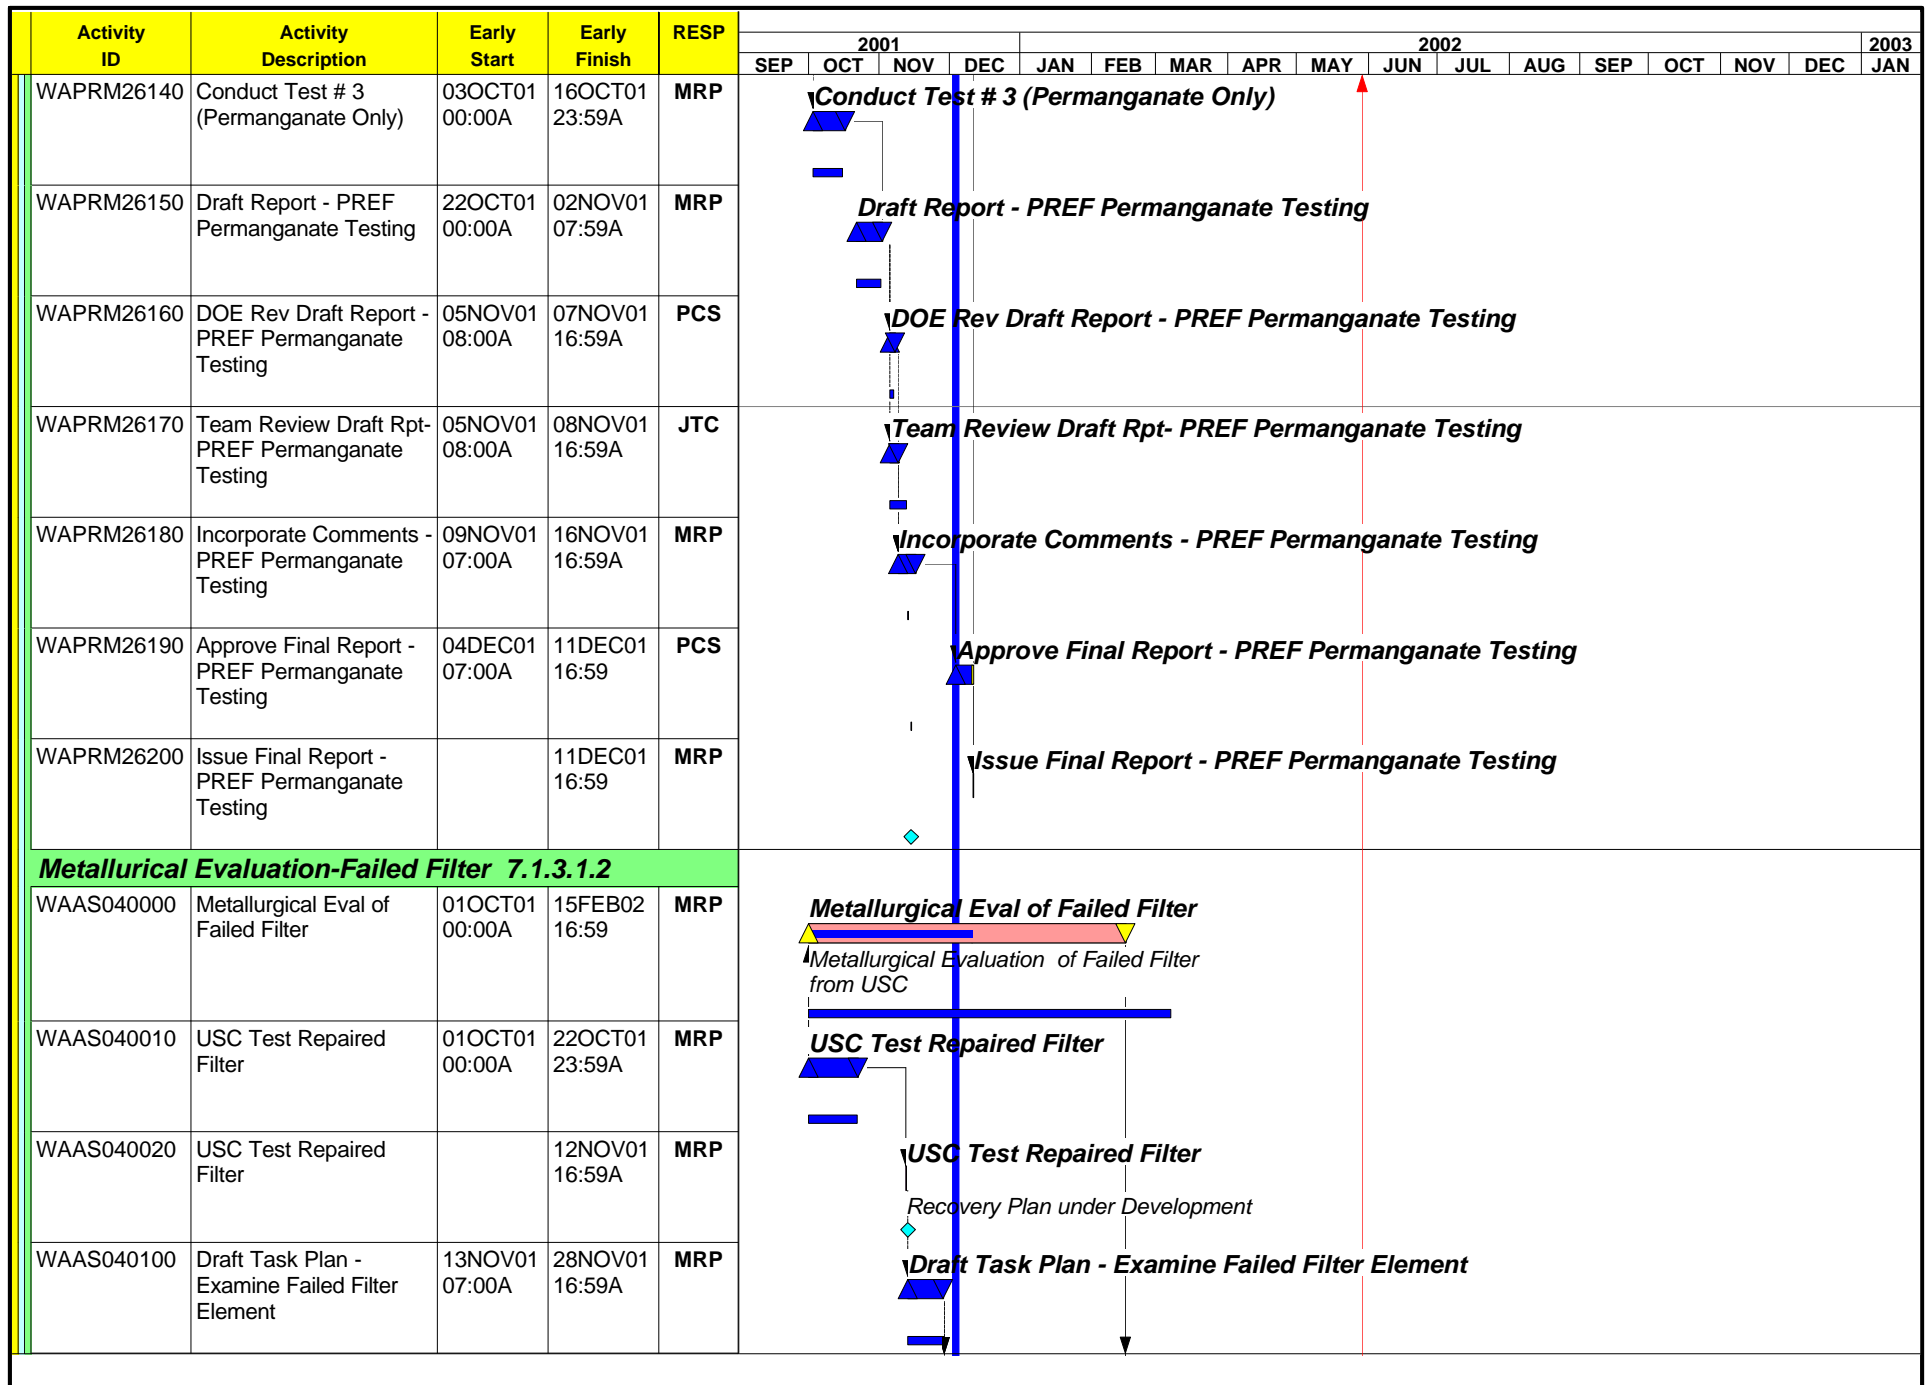 Activity ID Activity Description Early Start Early Finish RESP
2001 2002 2003
SEP OCT NOV DEC JAN FEB MAR APR MAY JUN JUL AUG SEP OCT NOV DEC JAN
WAPRM26140 Conduct Test # 3 03OCT01 16OCT01 MRP
(Permanganate Only) 00:00A 23:59A
Conduct Test # 3 (Permanganate Only)
WAPRM26150 Draft Report - PREF 22OCT01 02NOV01 MRP
Permanganate Testing 00:00A 07:59A
Draft Report - PREF Permanganate Testing
WAPRM26160 DOE Rev Draft Report - 05NOV01 07NOV01 PCS
PREF Permanganate 08:00A 16:59A
Testing
DOE Rev Draft Report - PREF Permanganate Testing
WAPRM26170 Team Review Draft Rpt- 05NOV01 08NOV01 JTC
PREF Permanganate 08:00A 16:59A
Testing
Team Review Draft Rpt- PREF Permanganate Testing
WAPRM26180 Incorporate Comments - 09NOV01 16NOV01 MRP
PREF Permanganate 07:00A 16:59A
Testing
Incorporate Comments - PREF Permanganate Testing
WAPRM26190 Approve Final Report - 04DEC01 11DEC01 PCS
PREF Permanganate 07:00A 16:59
Testing
Approve Final Report - PREF Permanganate Testing
WAPRM26200 Issue Final Report - 11DEC01 MRP
PREF Permanganate 16:59
Testing
Issue Final Report - PREF Permanganate Testing
Metallurical Evaluation-Failed Filter 7.1.3.1.2
WAAS040000 Metallurgical Eval of 01OCT01 15FEB02 MRP
Failed Filter 00:00A 16:59
Metallurgical Eval of Failed Filter
Metallurgical Evaluation of Failed Filter
from USC
WAAS040010 USC Test Repaired 01OCT01 22OCT01 MRP
Filter 00:00A 23:59A
USC Test Repaired Filter
WAAS040020 USC Test Repaired 12NOV01 MRP
Filter 16:59A
USC Test Repaired Filter
Recovery Plan under Development
WAAS040100 Draft Task Plan - 13NOV01 28NOV01 MRP
Examine Failed Filter 07:00A 16:59A
Element
Draft Task Plan - Examine Failed Filter Element